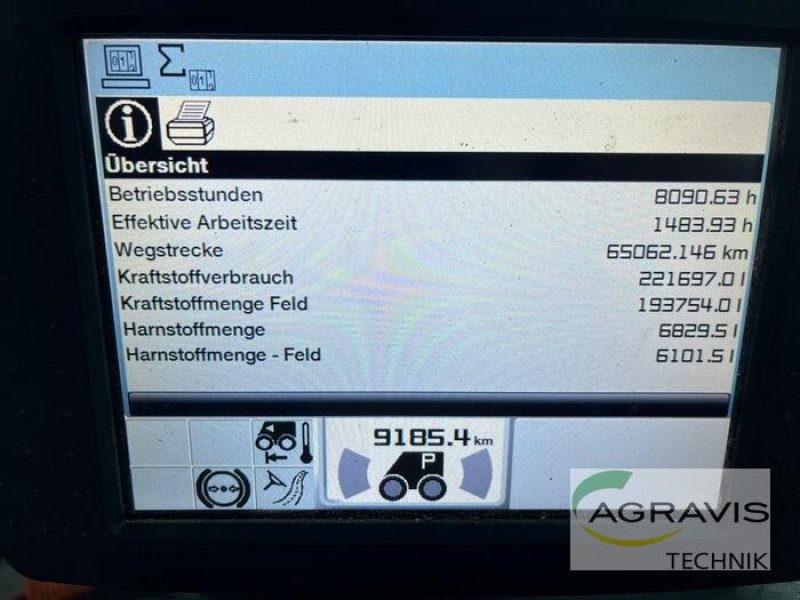 Übersicht
Betriebsstunden 8090.63 h
Effektive Arbeitszeit 1483.93 h
Wegstrecke 65062.146 km
Kraftstoffverbrauch 221697.0 l
Kraftstoffmenge Feld 193754.0 l
Harnstoffmenge 6829.5 l
Harnstoffmenge - Feld 6101.5 l
9185.4 km
P
AGRAVIS
TECHNIK